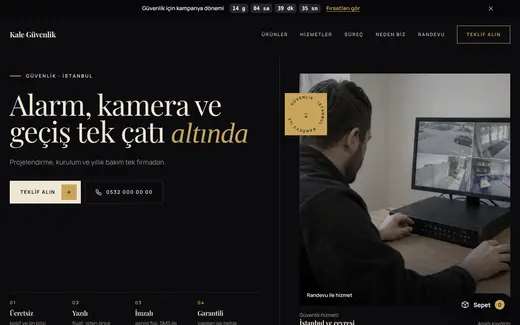 Güvenlik için kampanya dönemi 14 g 04 sa 39 dk 35 sn Fırsatları gör
Kale Güvenlik
ÜRÜNLER HİZMETLER SÜREÇ NEDEN BİZ RANDEVU TEKLİF ALIN
GÜVENLİK · İSTANBUL
Alarm, kamera ve
geçiş tek çatı altında
Projelendirme, kurulum ve yıllık bakım tek firmadan.
TEKLİF ALIN
0532 000 00 00
Randevu ile hizmet
Sepet 0
01 02 03 04
Ücretsiz Yazılı İmzalı Garantili
Güvenlik hizmeti
İstanbul ve çevresi